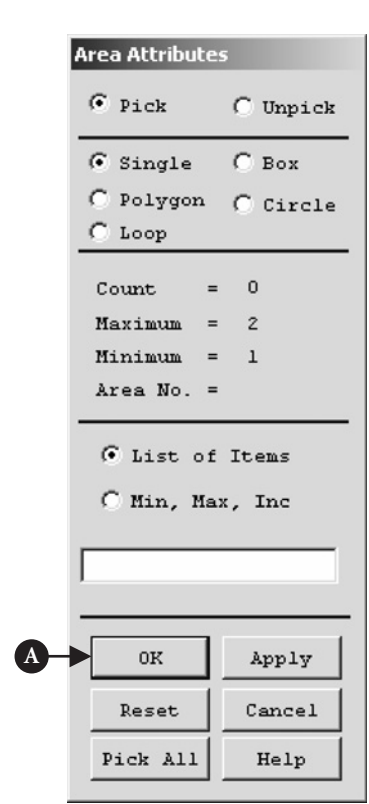 Area Attributes
Pick Unpick
Single Box
Polygon Circle
Loop
Count = 0
Maximum = 2
Minimum = 1
Area No. =
List of Items
Min, Max, Inc
A OK Apply
Reset Cancel
Pick All Help